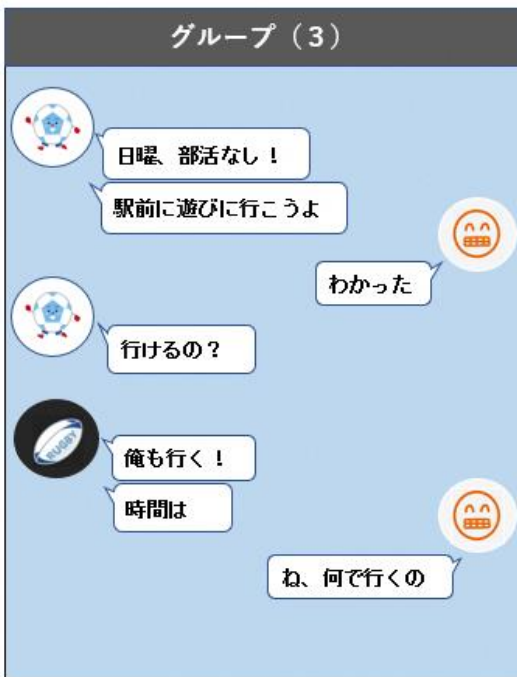 グループ（３）
日曜、部活なし！
駅前に遊びに行こうよ
わかった
行けるの？
RUGBY
俺も行く！
時間は
ね、何で行くの